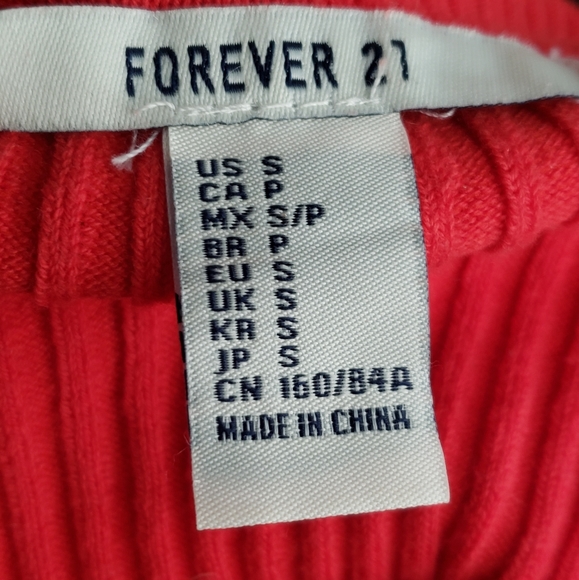 FOREVER 21
US S
CA P
MX S/P
BR P
EU S
UK S
KR S
JP S
CN 160/84A
MADE IN CHINA